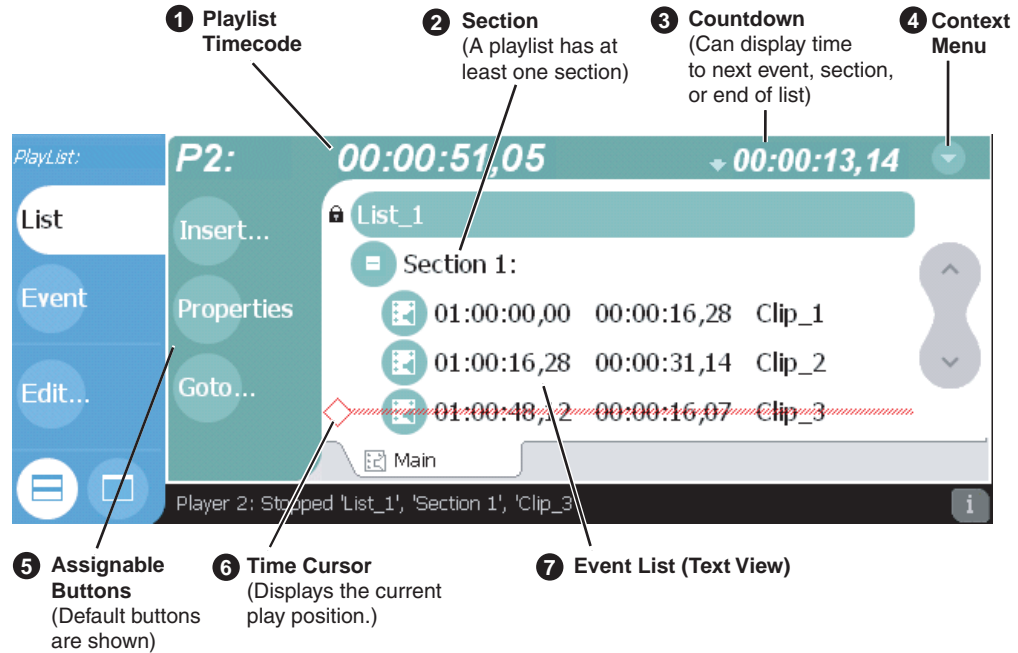 1 Playlist Timecode
2 Section
(A playlist has at least one section)
3 Countdown
(Can display time to next event, section, or end of list)
4 Context Menu
PlayList:
P2: 00:00:51,05 00:00:13,14
List
Insert...
List_1
Section 1:
Event
Properties
01:00:00,00 00:00:16,28 Clip_1
01:00:16,28 00:00:31,14 Clip_2
Edit...
Goto...
01:00:48,12 00:00:16,07 Clip_3
Main
Player 2: Stopped 'List_1', 'Section 1', 'Clip_3'
i
5 Assignable Buttons
(Default buttons are shown)
6 Time Cursor
(Displays the current play position.)
7 Event List (Text View)